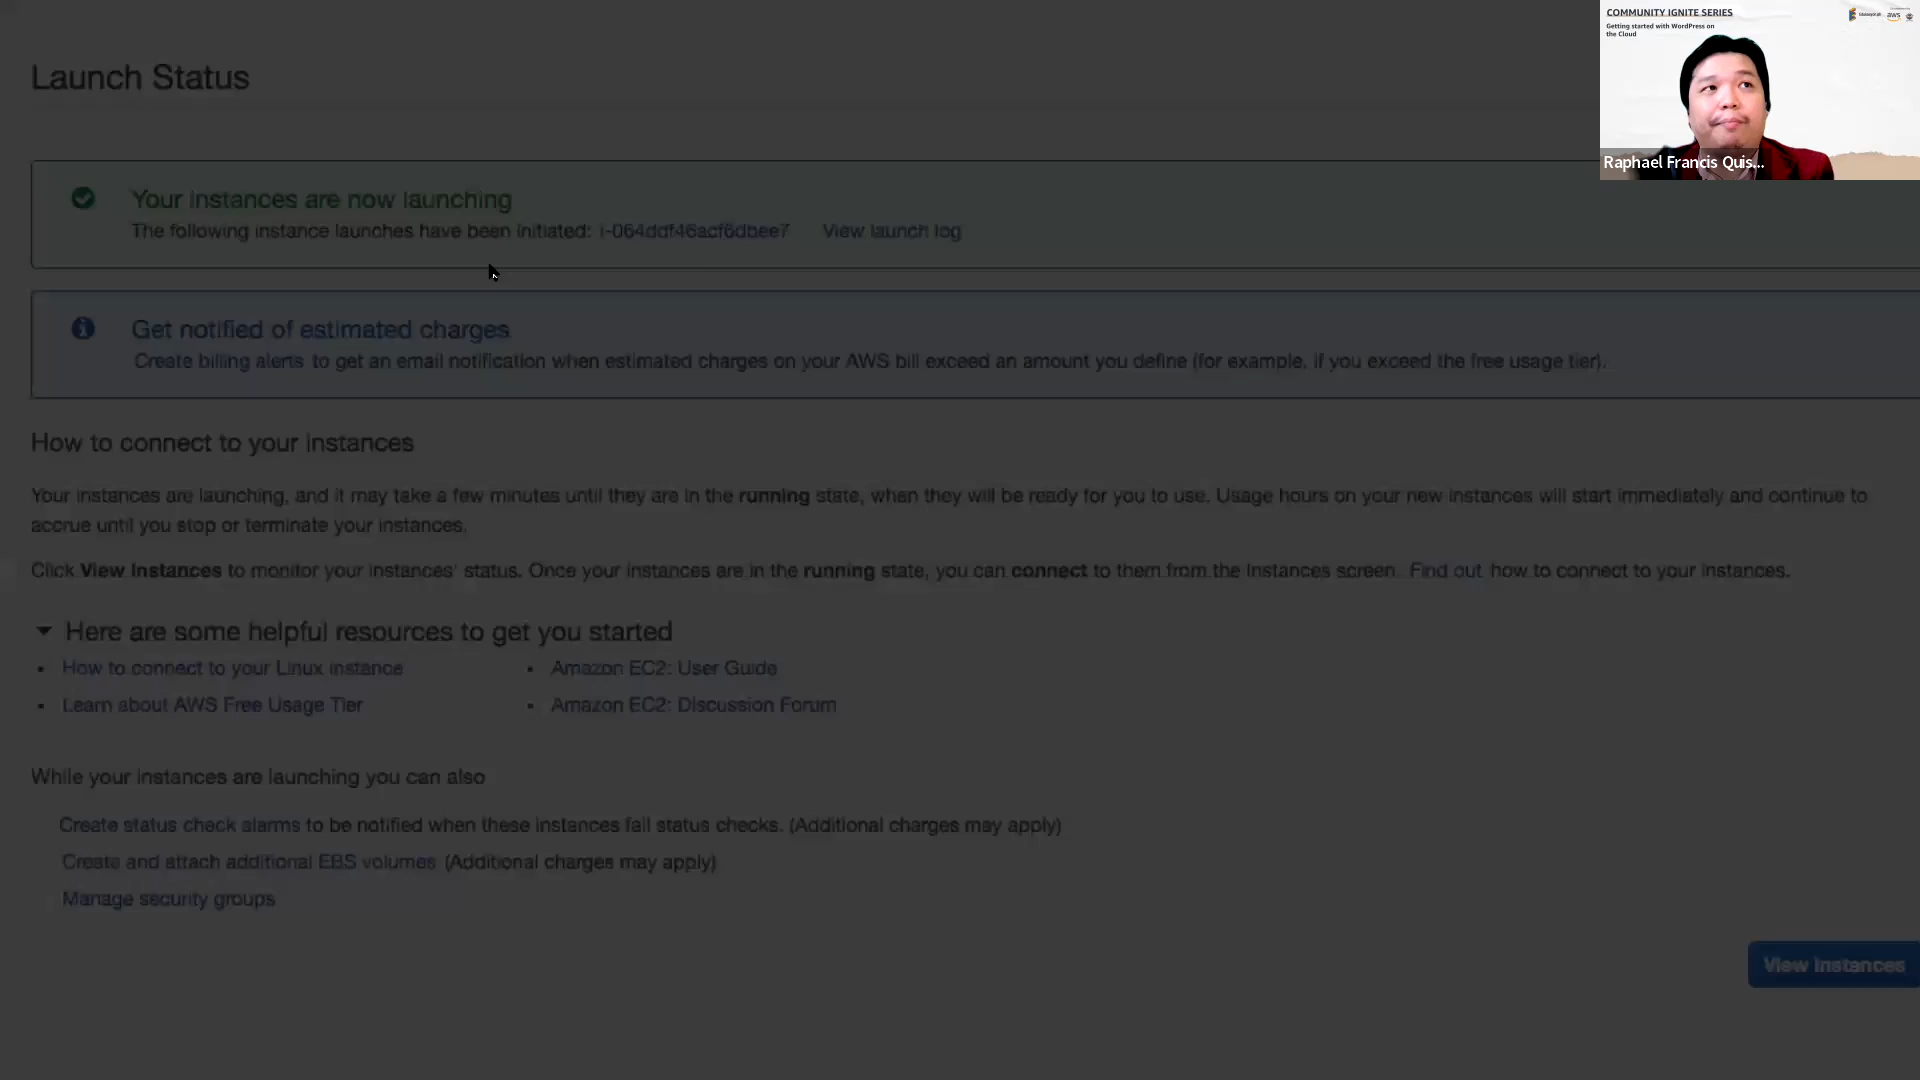 COMMUNITY IGNITE SERIES
Getting started with WordPress on
the Cloud
aws
Raphael Francis Quis...
Launch Status
Your instances are now launching
The following instance launches have been initiated: i-064ddf46acf6dbee7 View launch log
Get notified of estimated charges
Create billing alerts to get an email notification when estimated charges on your AWS bill exceed an amount you define (for example, if you exceed the free usage tier).
How to connect to your instances
Your instances are launching, and it may take a few minutes until they are in the running state, when they will be ready for you to use. Usage hours on your new instances will start immediately and continue to
accrue until you stop or terminate your instances.
Click View Instances to monitor your instances' status. Once your instances are in the running state, you can connect to them from the Instances screen. Find out how to connect to your instances.
Here are some helpful resources to get you started
• How to connect to your Linux instance
• Amazon EC2: User Guide
• Learn about AWS Free Usage Tier
• Amazon EC2: Discussion Forum
While your instances are launching you can also
Create status check alarms to be notified when these instances fail status checks. (Additional charges may apply)
Create and attach additional EBS volumes (Additional charges may apply)
Manage security groups
View Instances